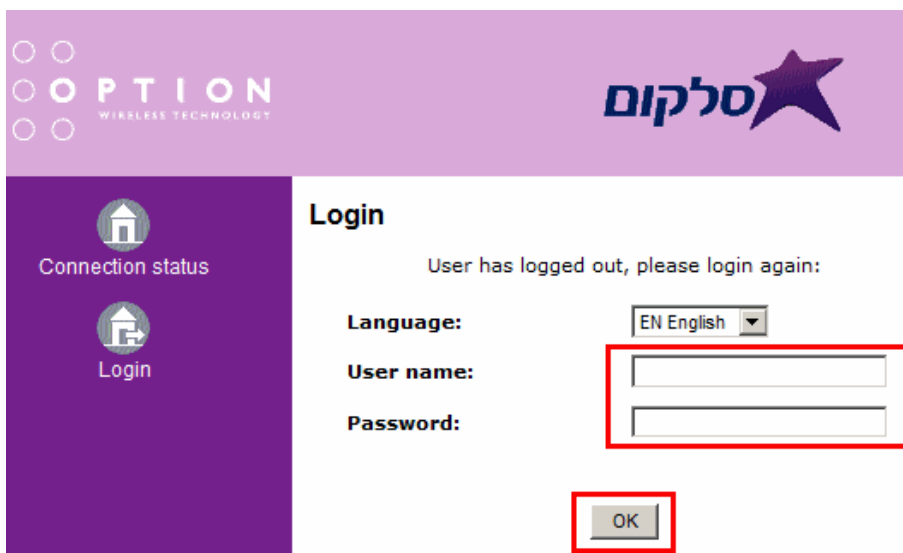 OPTION
WIRELESS TECHNOLOGY
סלקום
Connection status
Login
Login
User has logged out, please login again:
Language:
EN English
User name:
Password:
OK